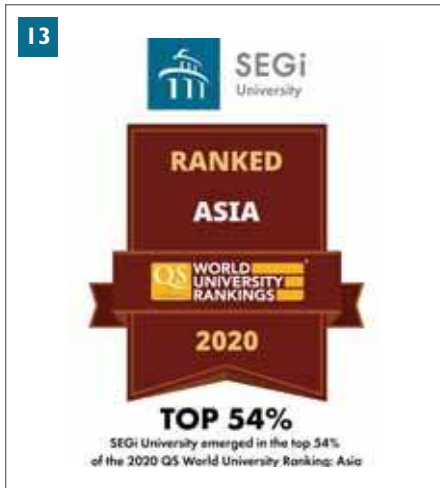 13
SEGi
University
RANKED
ASIA
QS WORLD
UNIVERSITY
RANKINGS
2020
TOP 54%
SEGi University emerged in the top 54%
of the 2020 QS World University Ranking: Asia